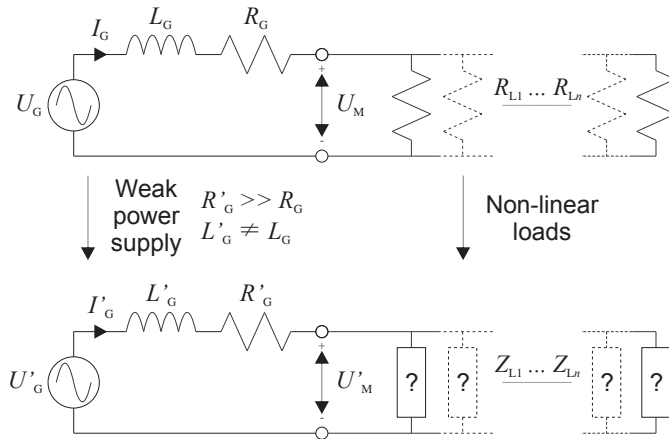 I_G L_G R_G
U_G
+
U_M
-
R_L1 ... R_Ln
Weak
power
supply
R'_G >> R_G
L'_G ≠ L_G
Non-linear
loads
I'_G L'_G R'_G
U'_G
+
U'_M
-
? ? Z_L1 ... Z_Ln ? ?